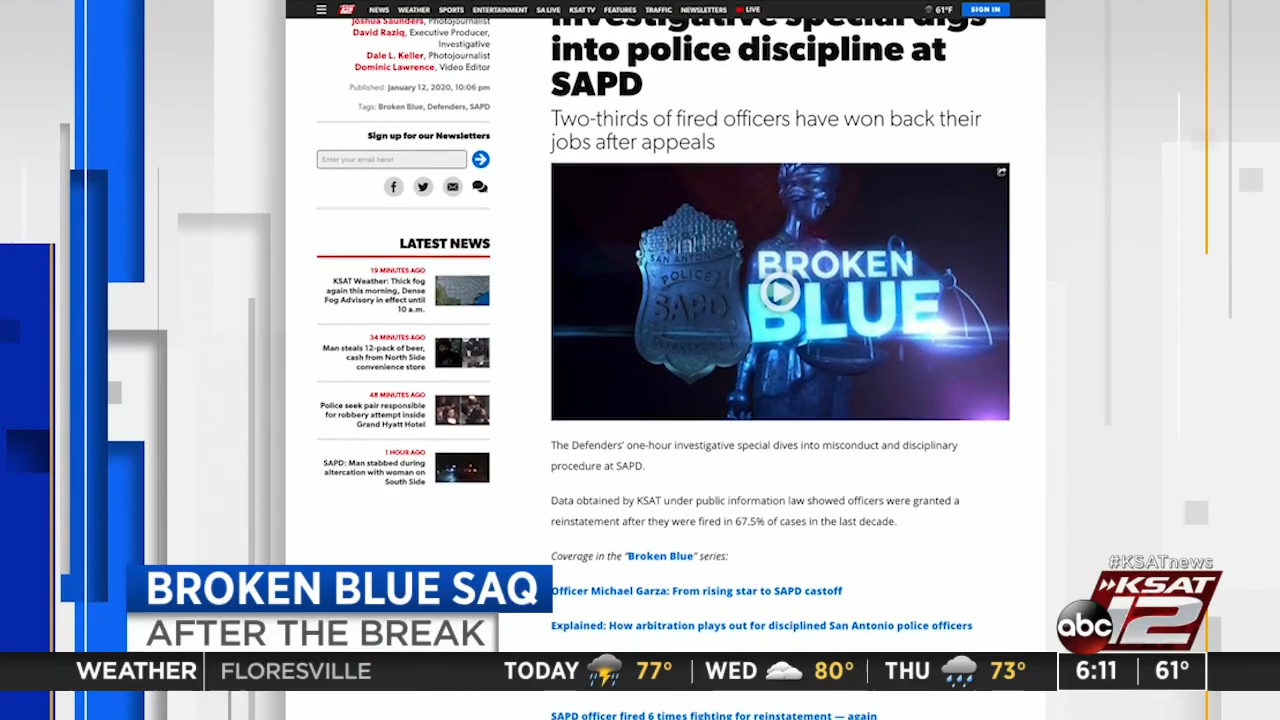 NEWS WEATHER SPORTS ENTERTAINMENT SA LIVE KSAT TV FEATURES TRAFFIC NEWSLETTERS LIVE 61°F SIGN IN
Joshua Saunders, Photojournalist
David Raziq, Executive Producer,
Investigative
Dale L. Keller, Photojournalist
Dominic Lawrence, Video Editor
Published: January 12, 2020, 10:06 pm
Tags: Broken Blue, Defenders, SAPD
Sign up for our Newsletters
Enter your email here!
LATEST NEWS
19 MINUTES AGO
KSAT Weather: Thick fog
again this morning, Dense
Fog Advisory in effect until
10 a.m.
34 MINUTES AGO
Man steals 12-pack of beer,
cash from North Side
convenience store
48 MINUTES AGO
Police seek pair responsible
for robbery attempt inside
Grand Hyatt Hotel
1 HOUR AGO
SAPD: Man stabbed during
altercation with woman on
South Side
Investigative special digs
into police discipline at
SAPD
Two-thirds of fired officers have won back their
jobs after appeals
SAN ANTONIO
POLICE
SAPD
DEPARTMENT
BROKEN
BLUE
The Defenders' one-hour investigative special dives into misconduct and disciplinary
procedure at SAPD.
Data obtained by KSAT under public information law showed officers were granted a
reinstatement after they were fired in 67.5% of cases in the last decade.
Coverage in the "Broken Blue" series:
Officer Michael Garza: From rising star to SAPD castoff
Explained: How arbitration plays out for disciplined San Antonio police officers
SAPD officer fired 6 times fighting for reinstatement — again
BROKEN BLUE SAQ
AFTER THE BREAK
#KSATnews
KSAT
abc 12
WEATHER FLORESVILLE TODAY 77° WED 80° THU 73° 6:11 61°